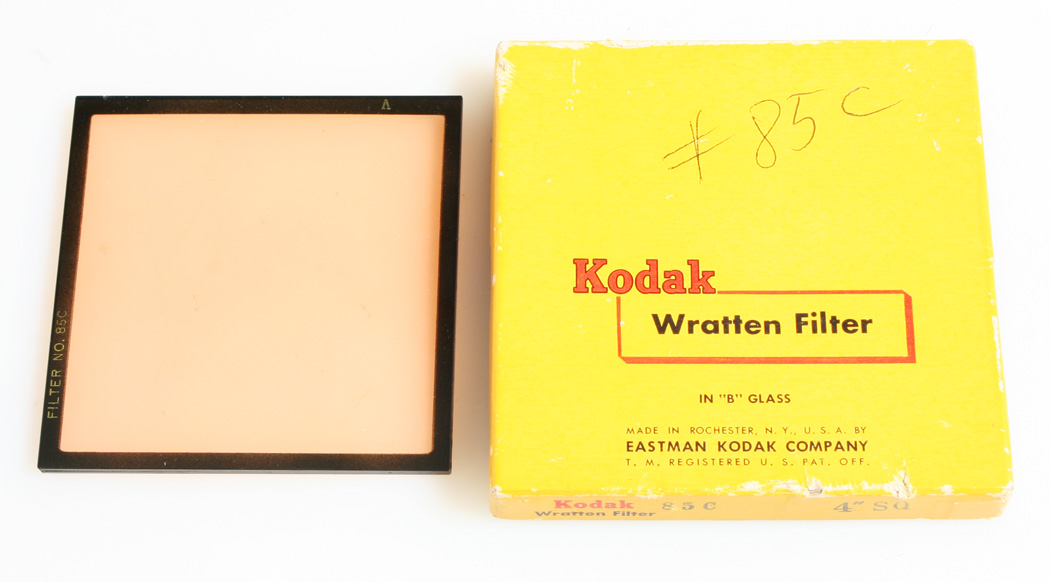 A
FILTER NO. 85C
# 85 C
Kodak
Wratten Filter
IN "B" GLASS
MADE IN ROCHESTER, N. Y., U. S. A. BY
EASTMAN KODAK COMPANY
T. M. REGISTERED U. S. PAT. OFF.
Kodak
Wratten Filter 85C 4" SQ